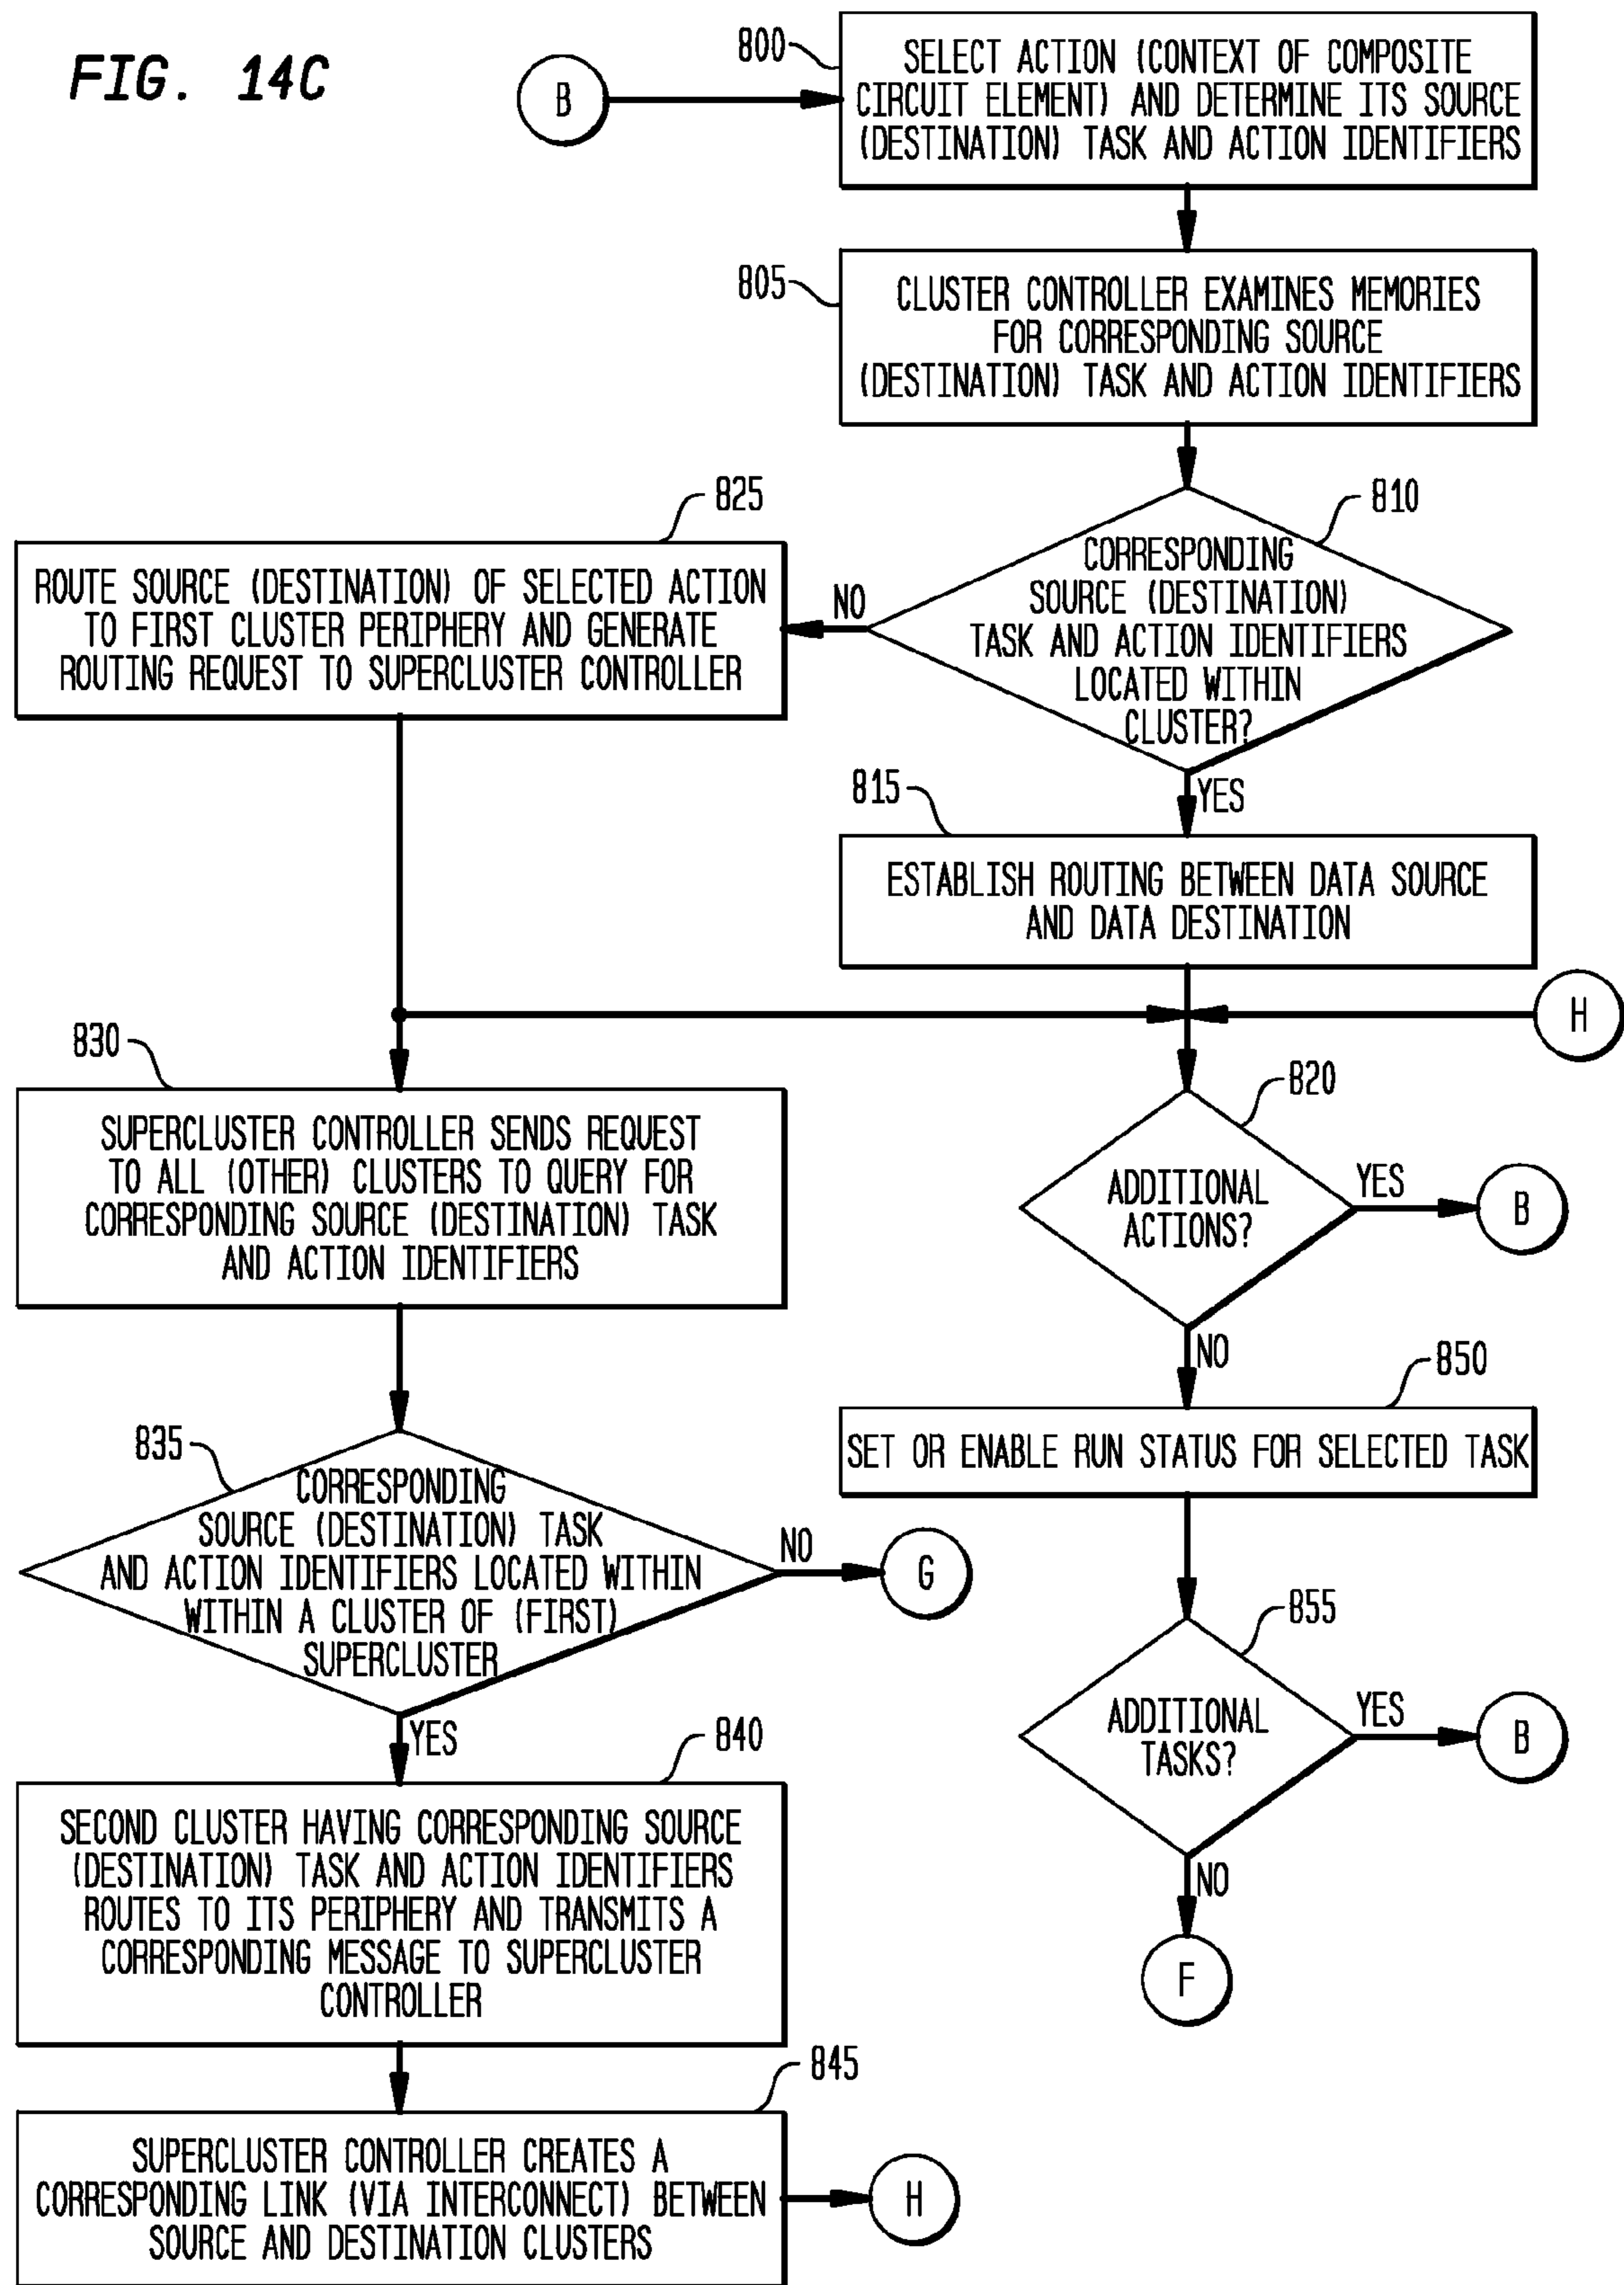 FIG. 14C
B
800
SELECT ACTION (CONTEXT OF COMPOSITE
CIRCUIT ELEMENT) AND DETERMINE ITS SOURCE
(DESTINATION) TASK AND ACTION IDENTIFIERS
805
CLUSTER CONTROLLER EXAMINES MEMORIES
FOR CORRESPONDING SOURCE
(DESTINATION) TASK AND ACTION IDENTIFIERS
810
CORRESPONDING
SOURCE (DESTINATION)
TASK AND ACTION IDENTIFIERS
LOCATED WITHIN
CLUSTER?
NO
825
ROUTE SOURCE (DESTINATION) OF SELECTED ACTION
TO FIRST CLUSTER PERIPHERY AND GENERATE
ROUTING REQUEST TO SUPERCLUSTER CONTROLLER
YES
815
ESTABLISH ROUTING BETWEEN DATA SOURCE
AND DATA DESTINATION
H
830
SUPERCLUSTER CONTROLLER SENDS REQUEST
TO ALL (OTHER) CLUSTERS TO QUERY FOR
CORRESPONDING SOURCE (DESTINATION) TASK
AND ACTION IDENTIFIERS
820
ADDITIONAL
ACTIONS?
YES
B
NO
850
SET OR ENABLE RUN STATUS FOR SELECTED TASK
835
CORRESPONDING
SOURCE (DESTINATION) TASK
AND ACTION IDENTIFIERS LOCATED WITHIN
WITHIN A CLUSTER OF (FIRST)
SUPERCLUSTER
NO
G
YES
855
ADDITIONAL
TASKS?
YES
B
NO
F
840
SECOND CLUSTER HAVING CORRESPONDING SOURCE
(DESTINATION) TASK AND ACTION IDENTIFIERS
ROUTES TO ITS PERIPHERY AND TRANSMITS A
CORRESPONDING MESSAGE TO SUPERCLUSTER
CONTROLLER
845
SUPERCLUSTER CONTROLLER CREATES A
CORRESPONDING LINK (VIA INTERCONNECT) BETWEEN
SOURCE AND DESTINATION CLUSTERS
H